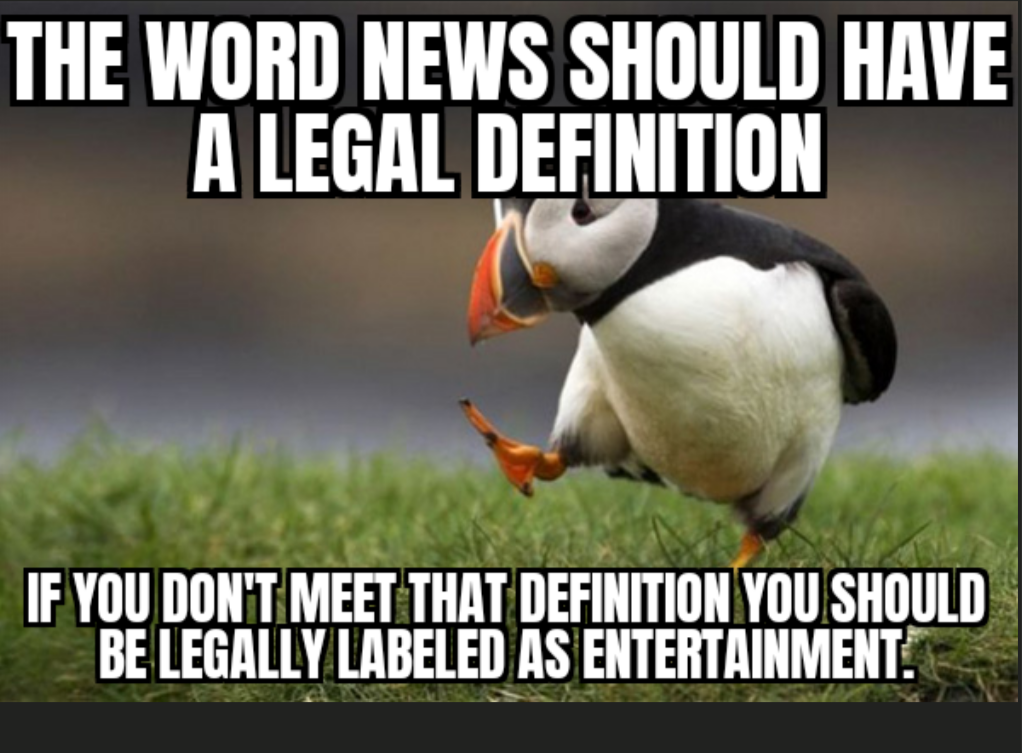 THE WORD NEWS SHOULD HAVE
A LEGAL DEFINITION
IF YOU DON'T MEET THAT DEFINITION YOU SHOULD
BE LEGALLY LABELED AS ENTERTAINMENT.